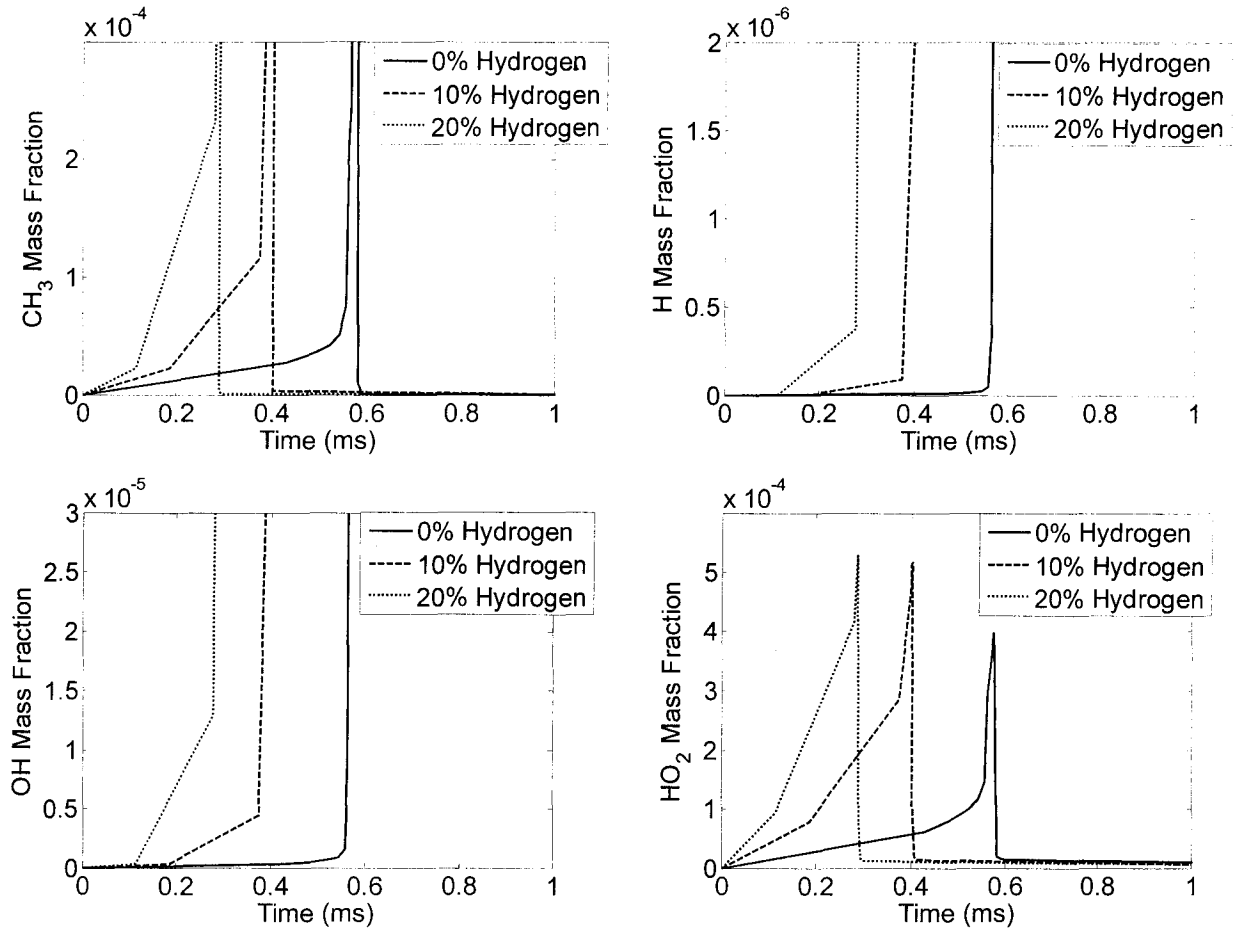 x 10-4
CH3 Mass Fraction
2
1
0
0 0.2 0.4 0.6 0.8 1
Time (ms)
0% Hydrogen
10% Hydrogen
20% Hydrogen
x 10-6
H Mass Fraction
2
1.5
1
0.5
0
0 0.2 0.4 0.6 0.8 1
Time (ms)
0% Hydrogen
10% Hydrogen
20% Hydrogen
x 10-5
OH Mass Fraction
3
2.5
2
1.5
1
0.5
0
0 0.2 0.4 0.6 0.8 1
Time (ms)
0% Hydrogen
10% Hydrogen
20% Hydrogen
x 10-4
HO2 Mass Fraction
5
4
3
2
1
0
0 0.2 0.4 0.6 0.8 1
Time (ms)
0% Hydrogen
10% Hydrogen
20% Hydrogen